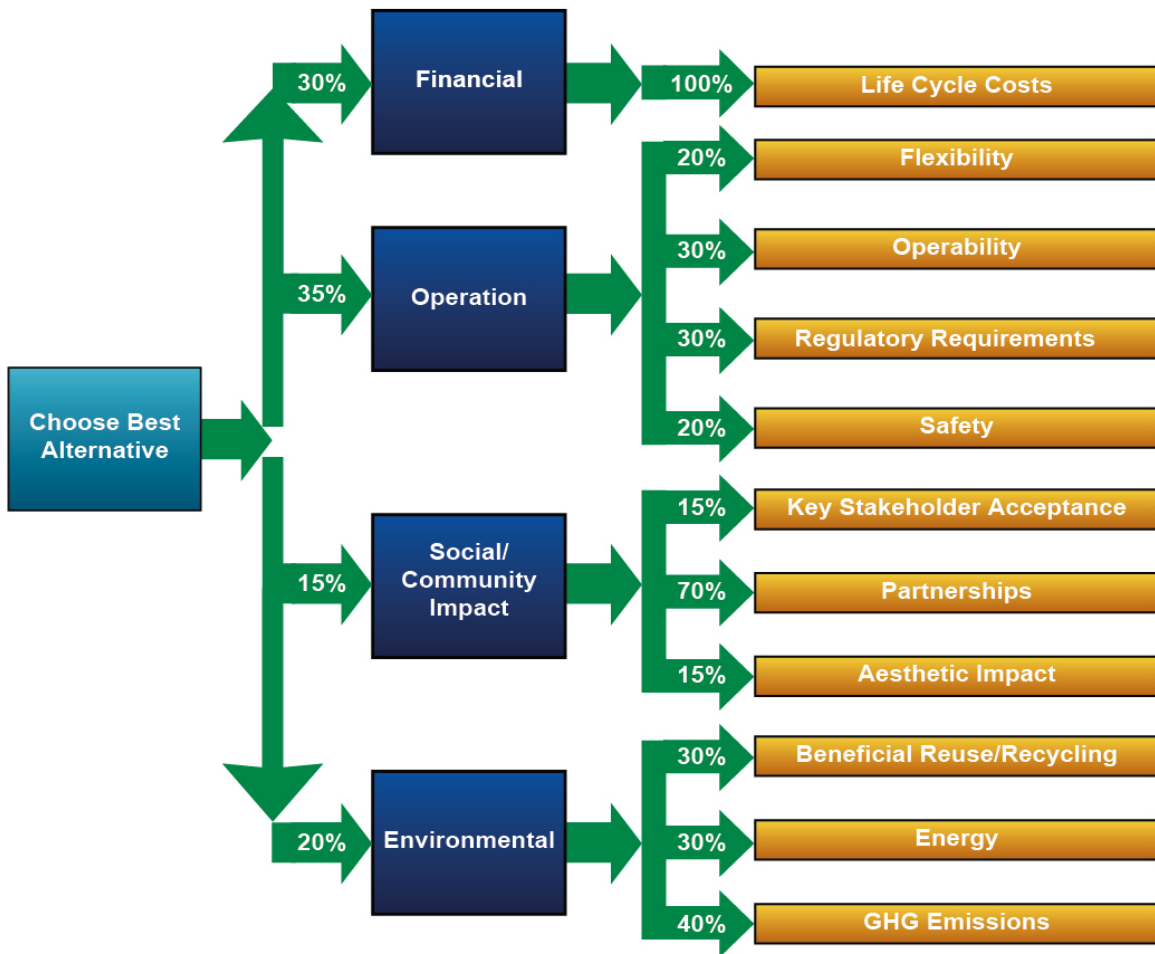 30%
Financial
100%
Life Cycle Costs
20%
Flexibility
30%
Operability
35%
Operation
30%
Regulatory Requirements
20%
Safety
Choose Best
Alternative
15%
Key Stakeholder Acceptance
15%
Social/
Community
Impact
70%
Partnerships
15%
Aesthetic Impact
30%
Beneficial Reuse/Recycling
20%
Environmental
30%
Energy
40%
GHG Emissions